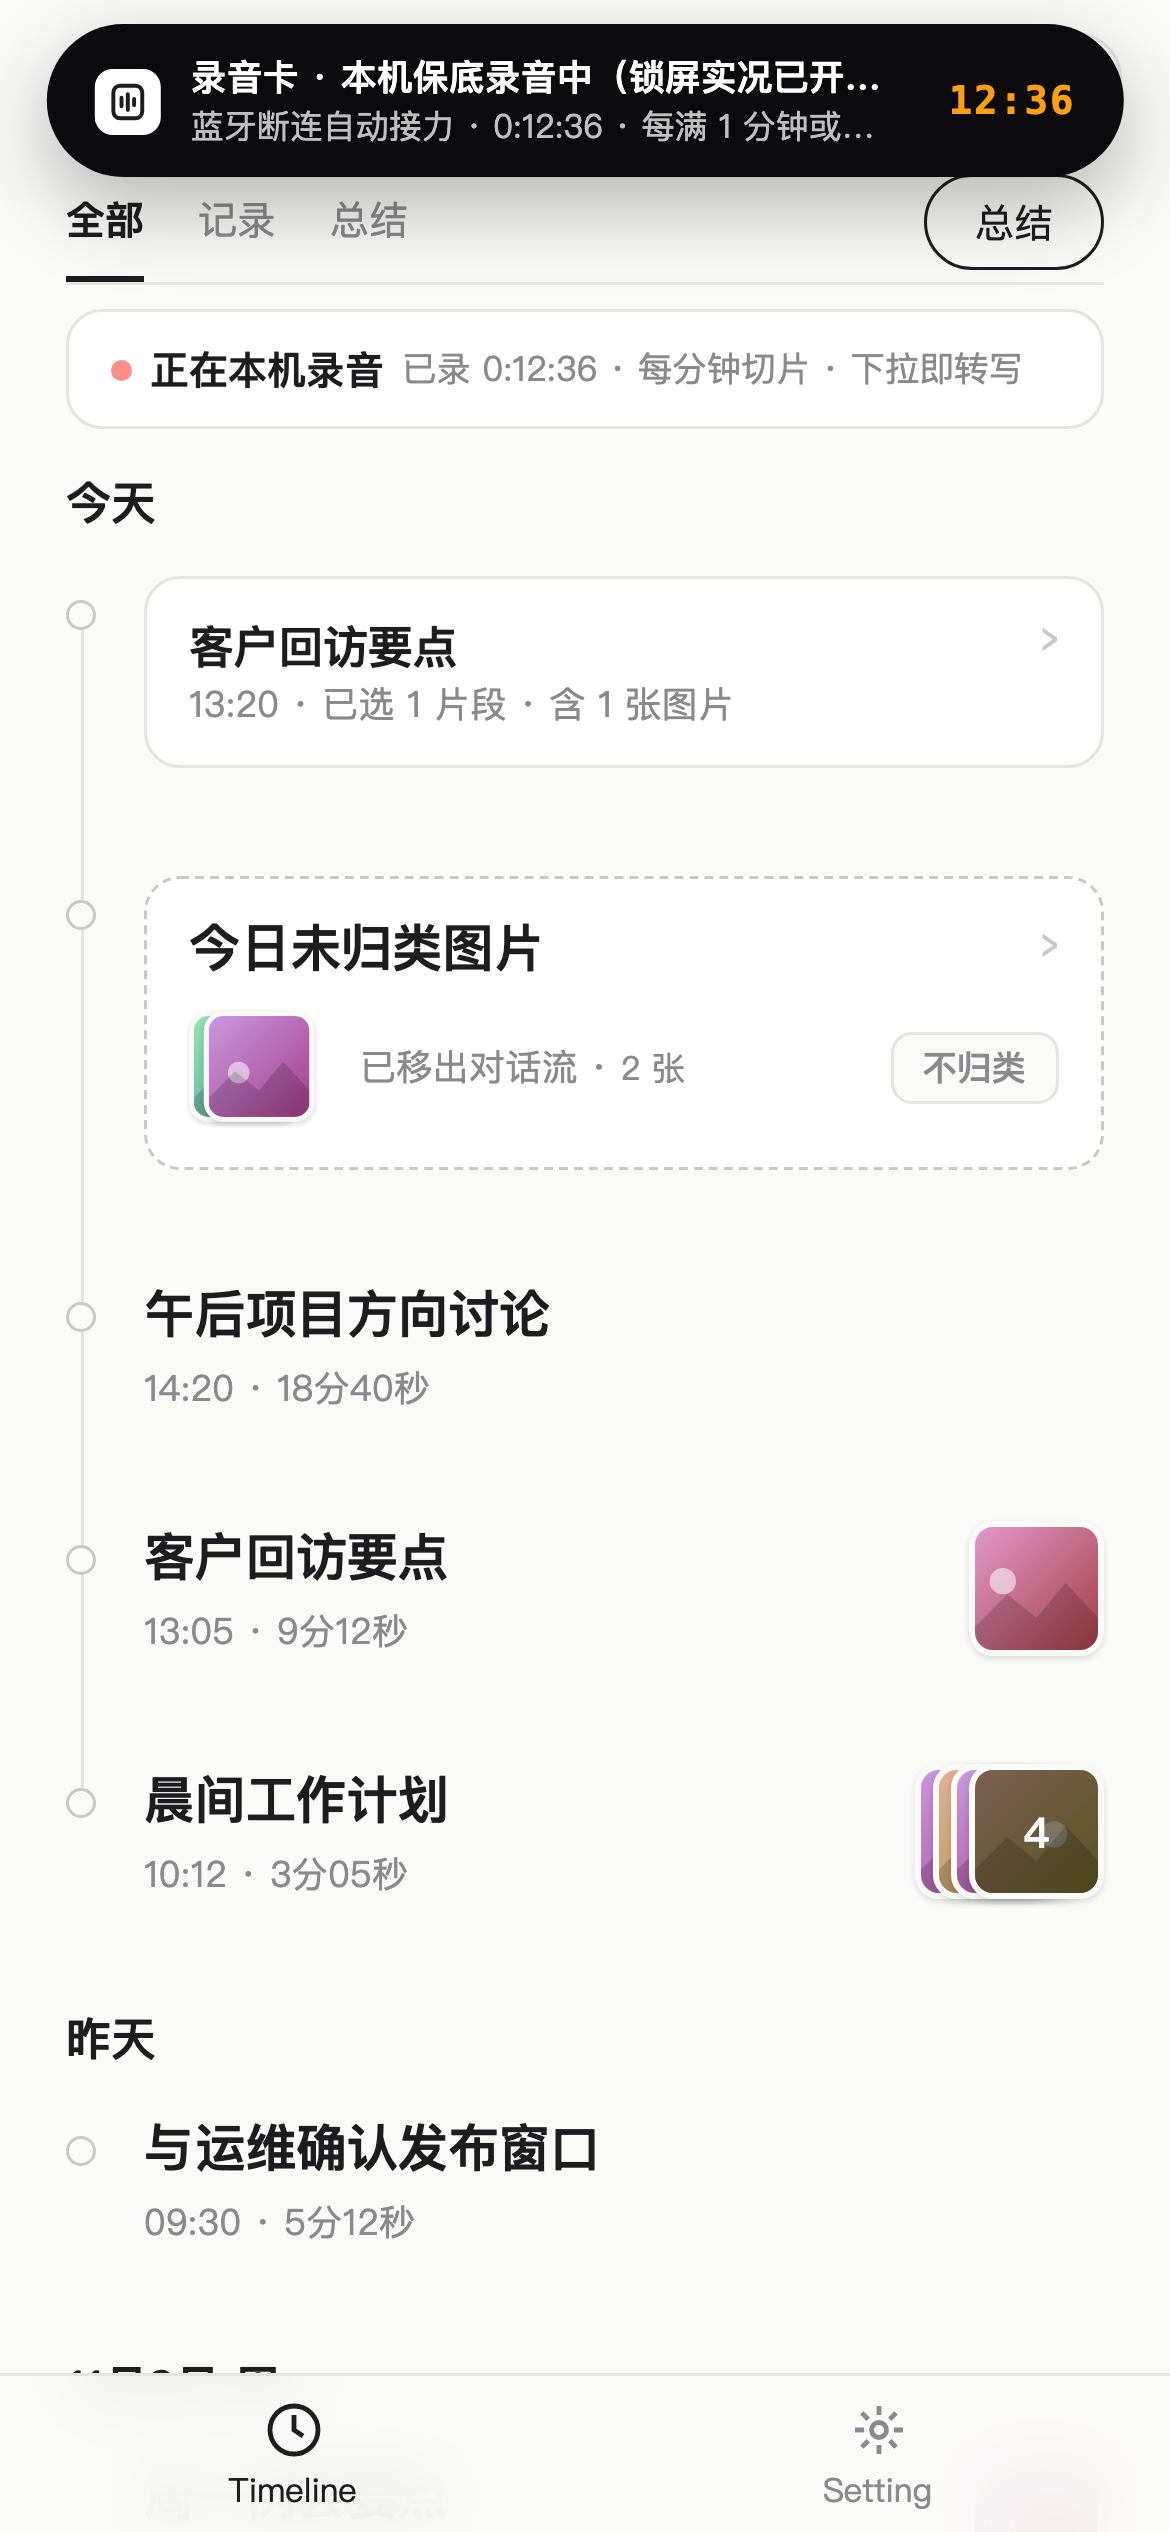 录音卡 · 本机保底录音中（锁屏实况已开...
蓝牙断连自动接力 · 0:12:36 · 每满 1 分钟或...
12:36
全部
记录
总结
总结
正在本机录音 已录 0:12:36 · 每分钟切片 · 下拉即转写
今天
客户回访要点
13:20 · 已选 1 片段 · 含 1 张图片
今日未归类图片
已移出对话流 · 2 张
不归类
午后项目方向讨论
14:20 · 18分40秒
客户回访要点
13:05 · 9分12秒
晨间工作计划
10:12 · 3分05秒
4
昨天
与运维确认发布窗口
09:30 · 5分12秒
Timeline
Setting